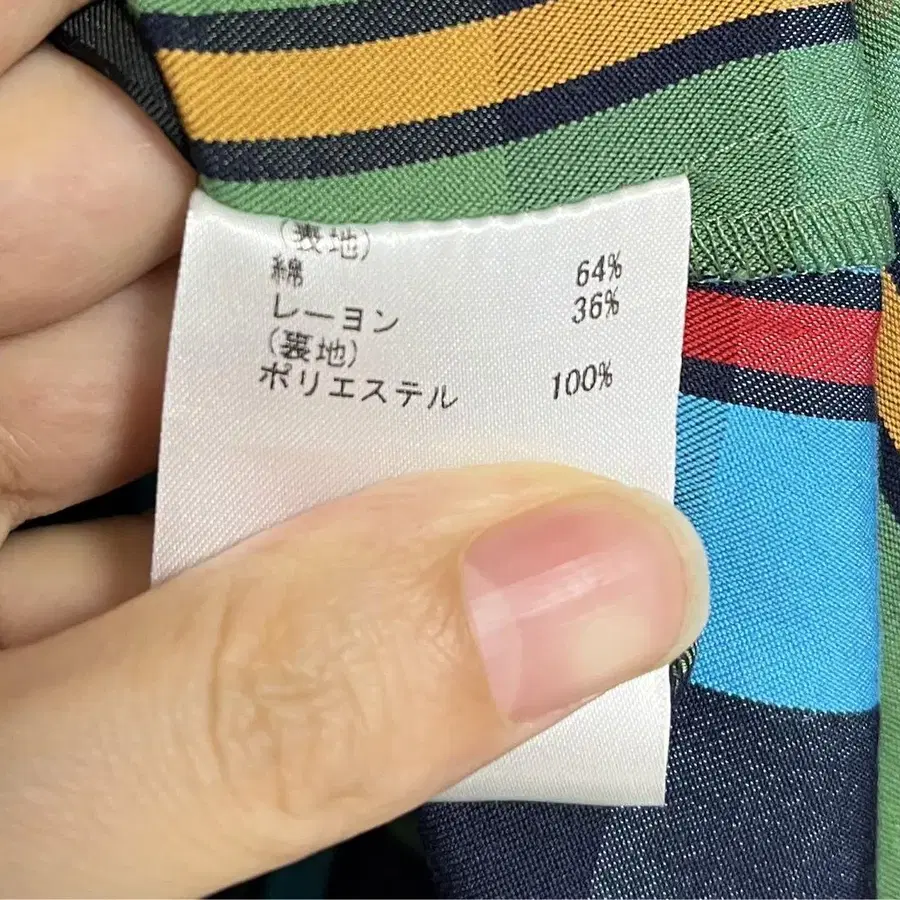 (表地)
綿 64%
レーヨン 36%
(裏地)
ポリエステル 100%